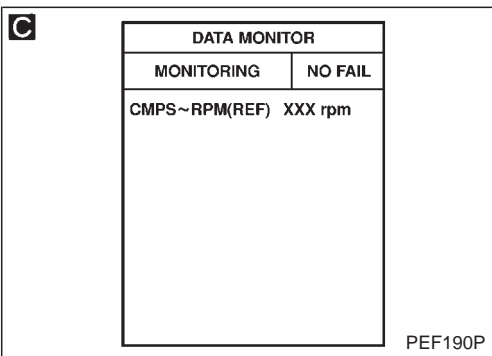 C
DATA MONITOR
MONITORING NO FAIL
CMPS~RPM(REF) XXX rpm
PEF190P